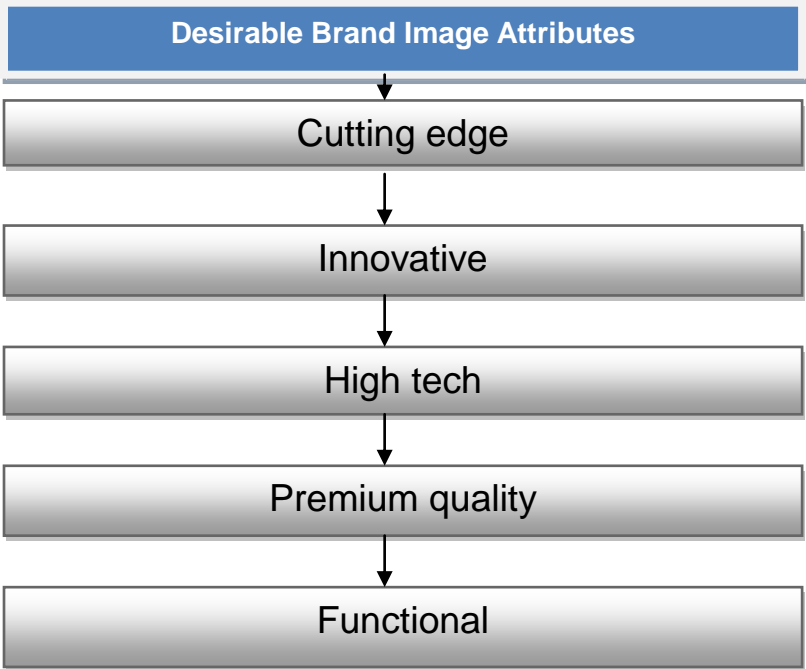 Desirable Brand Image Attributes
Cutting edge
Innovative
High tech
Premium quality
Functional